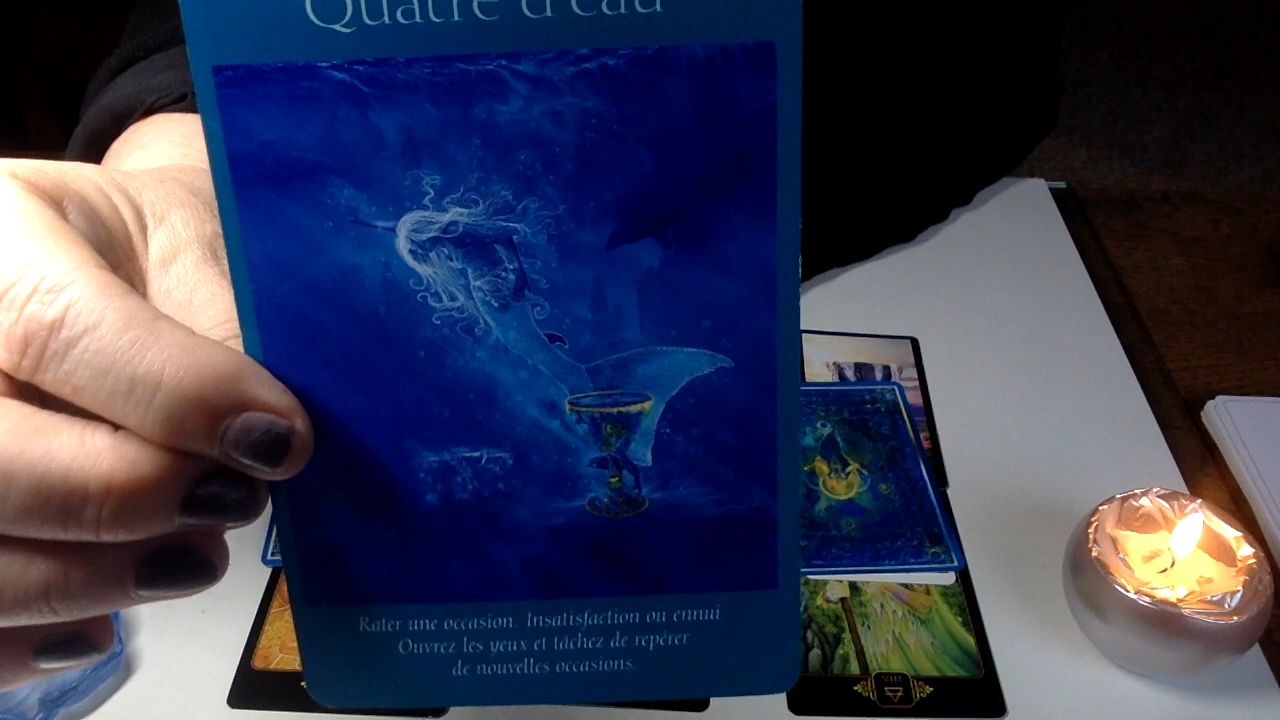 Quatre d'eau
Rater une occasion. Insatisfaction ou ennui
Ouvrez les yeux et tâchez de repérer
de nouvelles occasions.
VIII